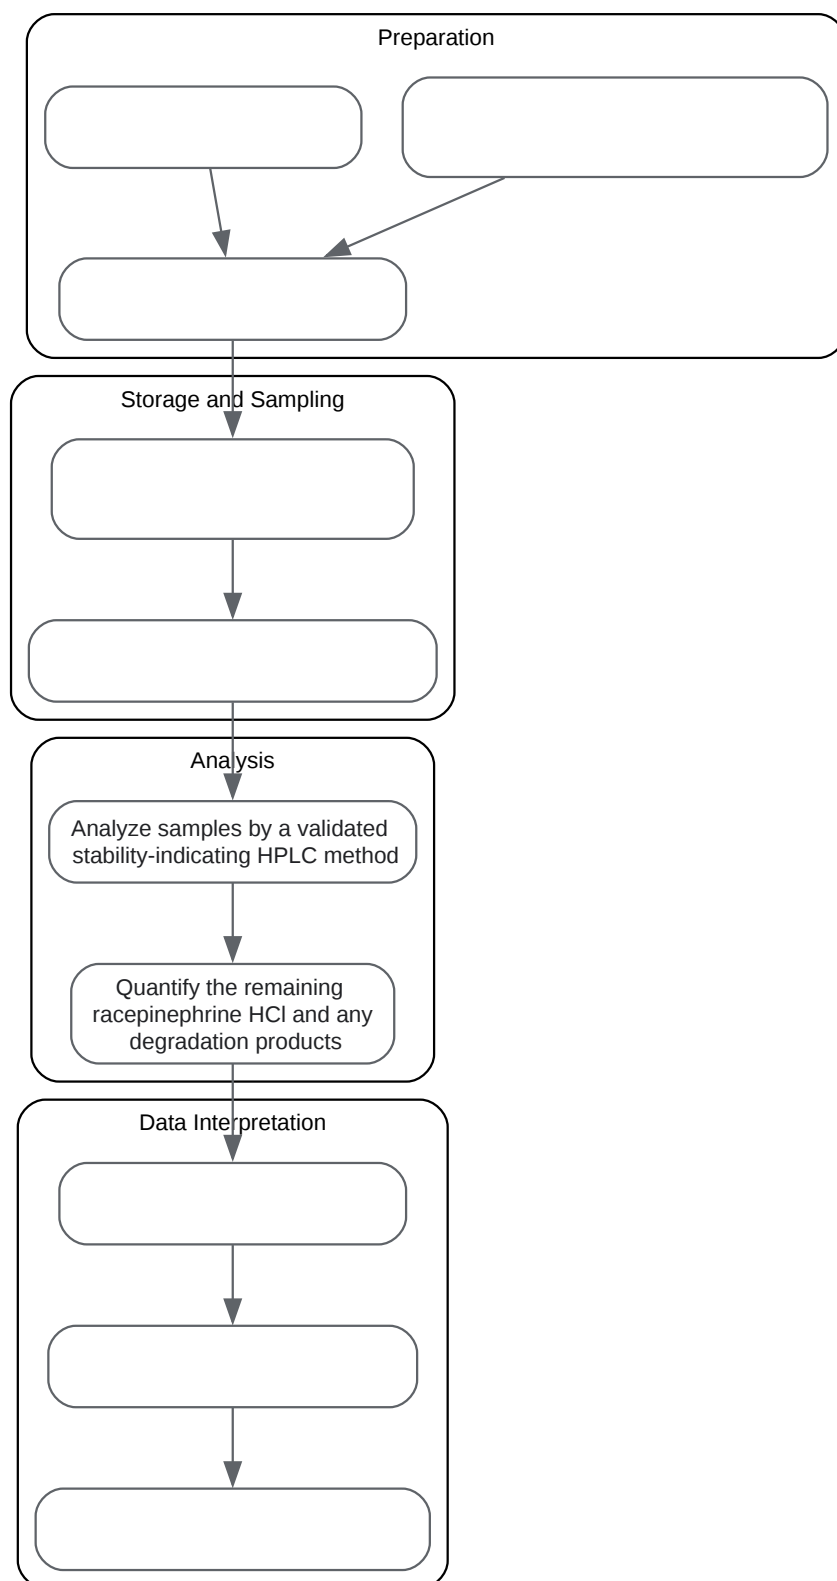 Preparation
Storage and Sampling
Analysis
Analyze samples by a validated
stability-indicating HPLC method
Quantify the remaining
racepinephrine HCl and any
degradation products
Data Interpretation